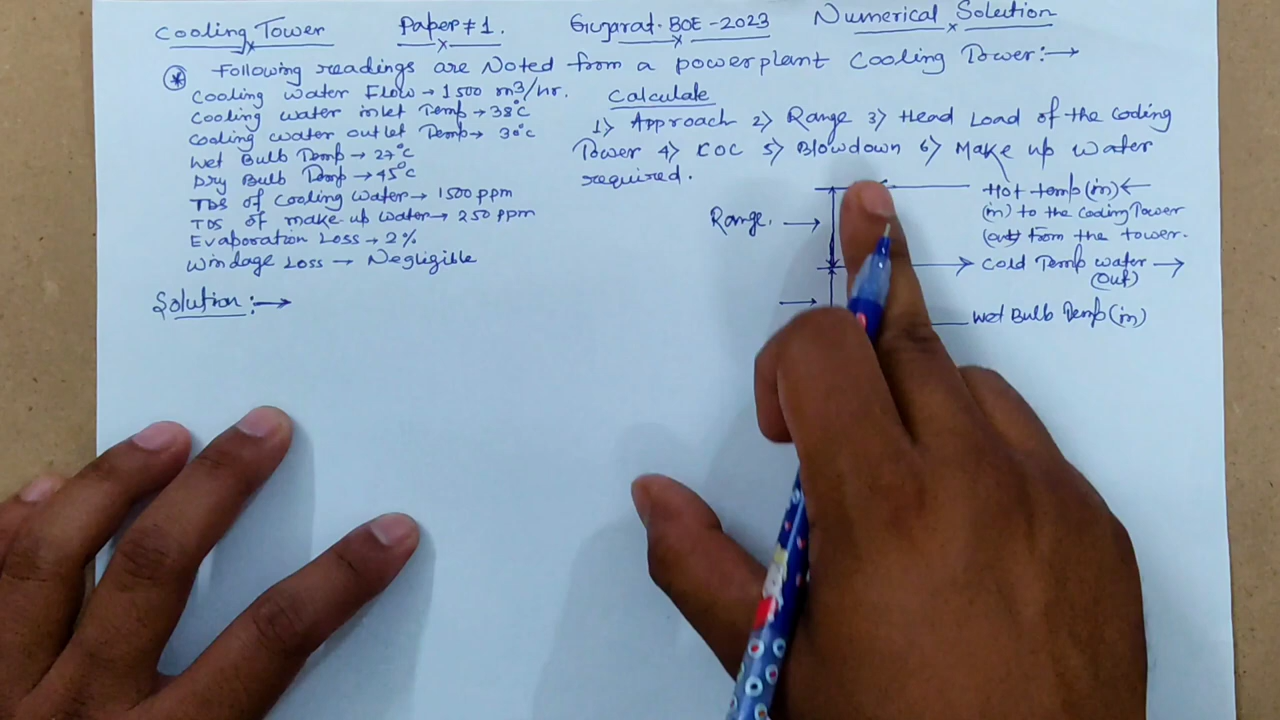 Cooling Tower Paper # 1. Gujarat. BOE - 2023 Numerical Solution
Following readings are Noted from a powerplant Cooling Tower:→
Cooling water Flow → 1500 m3/hr.
Cooling water inlet Temp → 38°C
Cooling water outlet Temp → 30°C
Wet Bulb Temp → 27°C
Dry Bulb Temp → 45°C
TDS of Cooling Water → 1500 ppm
TDS of make-up Water → 250 ppm
Evaporation Loss → 2%
Windage Loss → Negligible
Calculate
1> Approach 2> Range 3> Head Load of the Cooling
Tower 4> COC 5> Blowdown 6> Make up water
required.
Solution:→
Range. →
Hot temp (in) ←
(in) to the Cooling Tower
(out) from the tower.
Cold Temp water →
(Out)
Wet Bulb Temp (in)